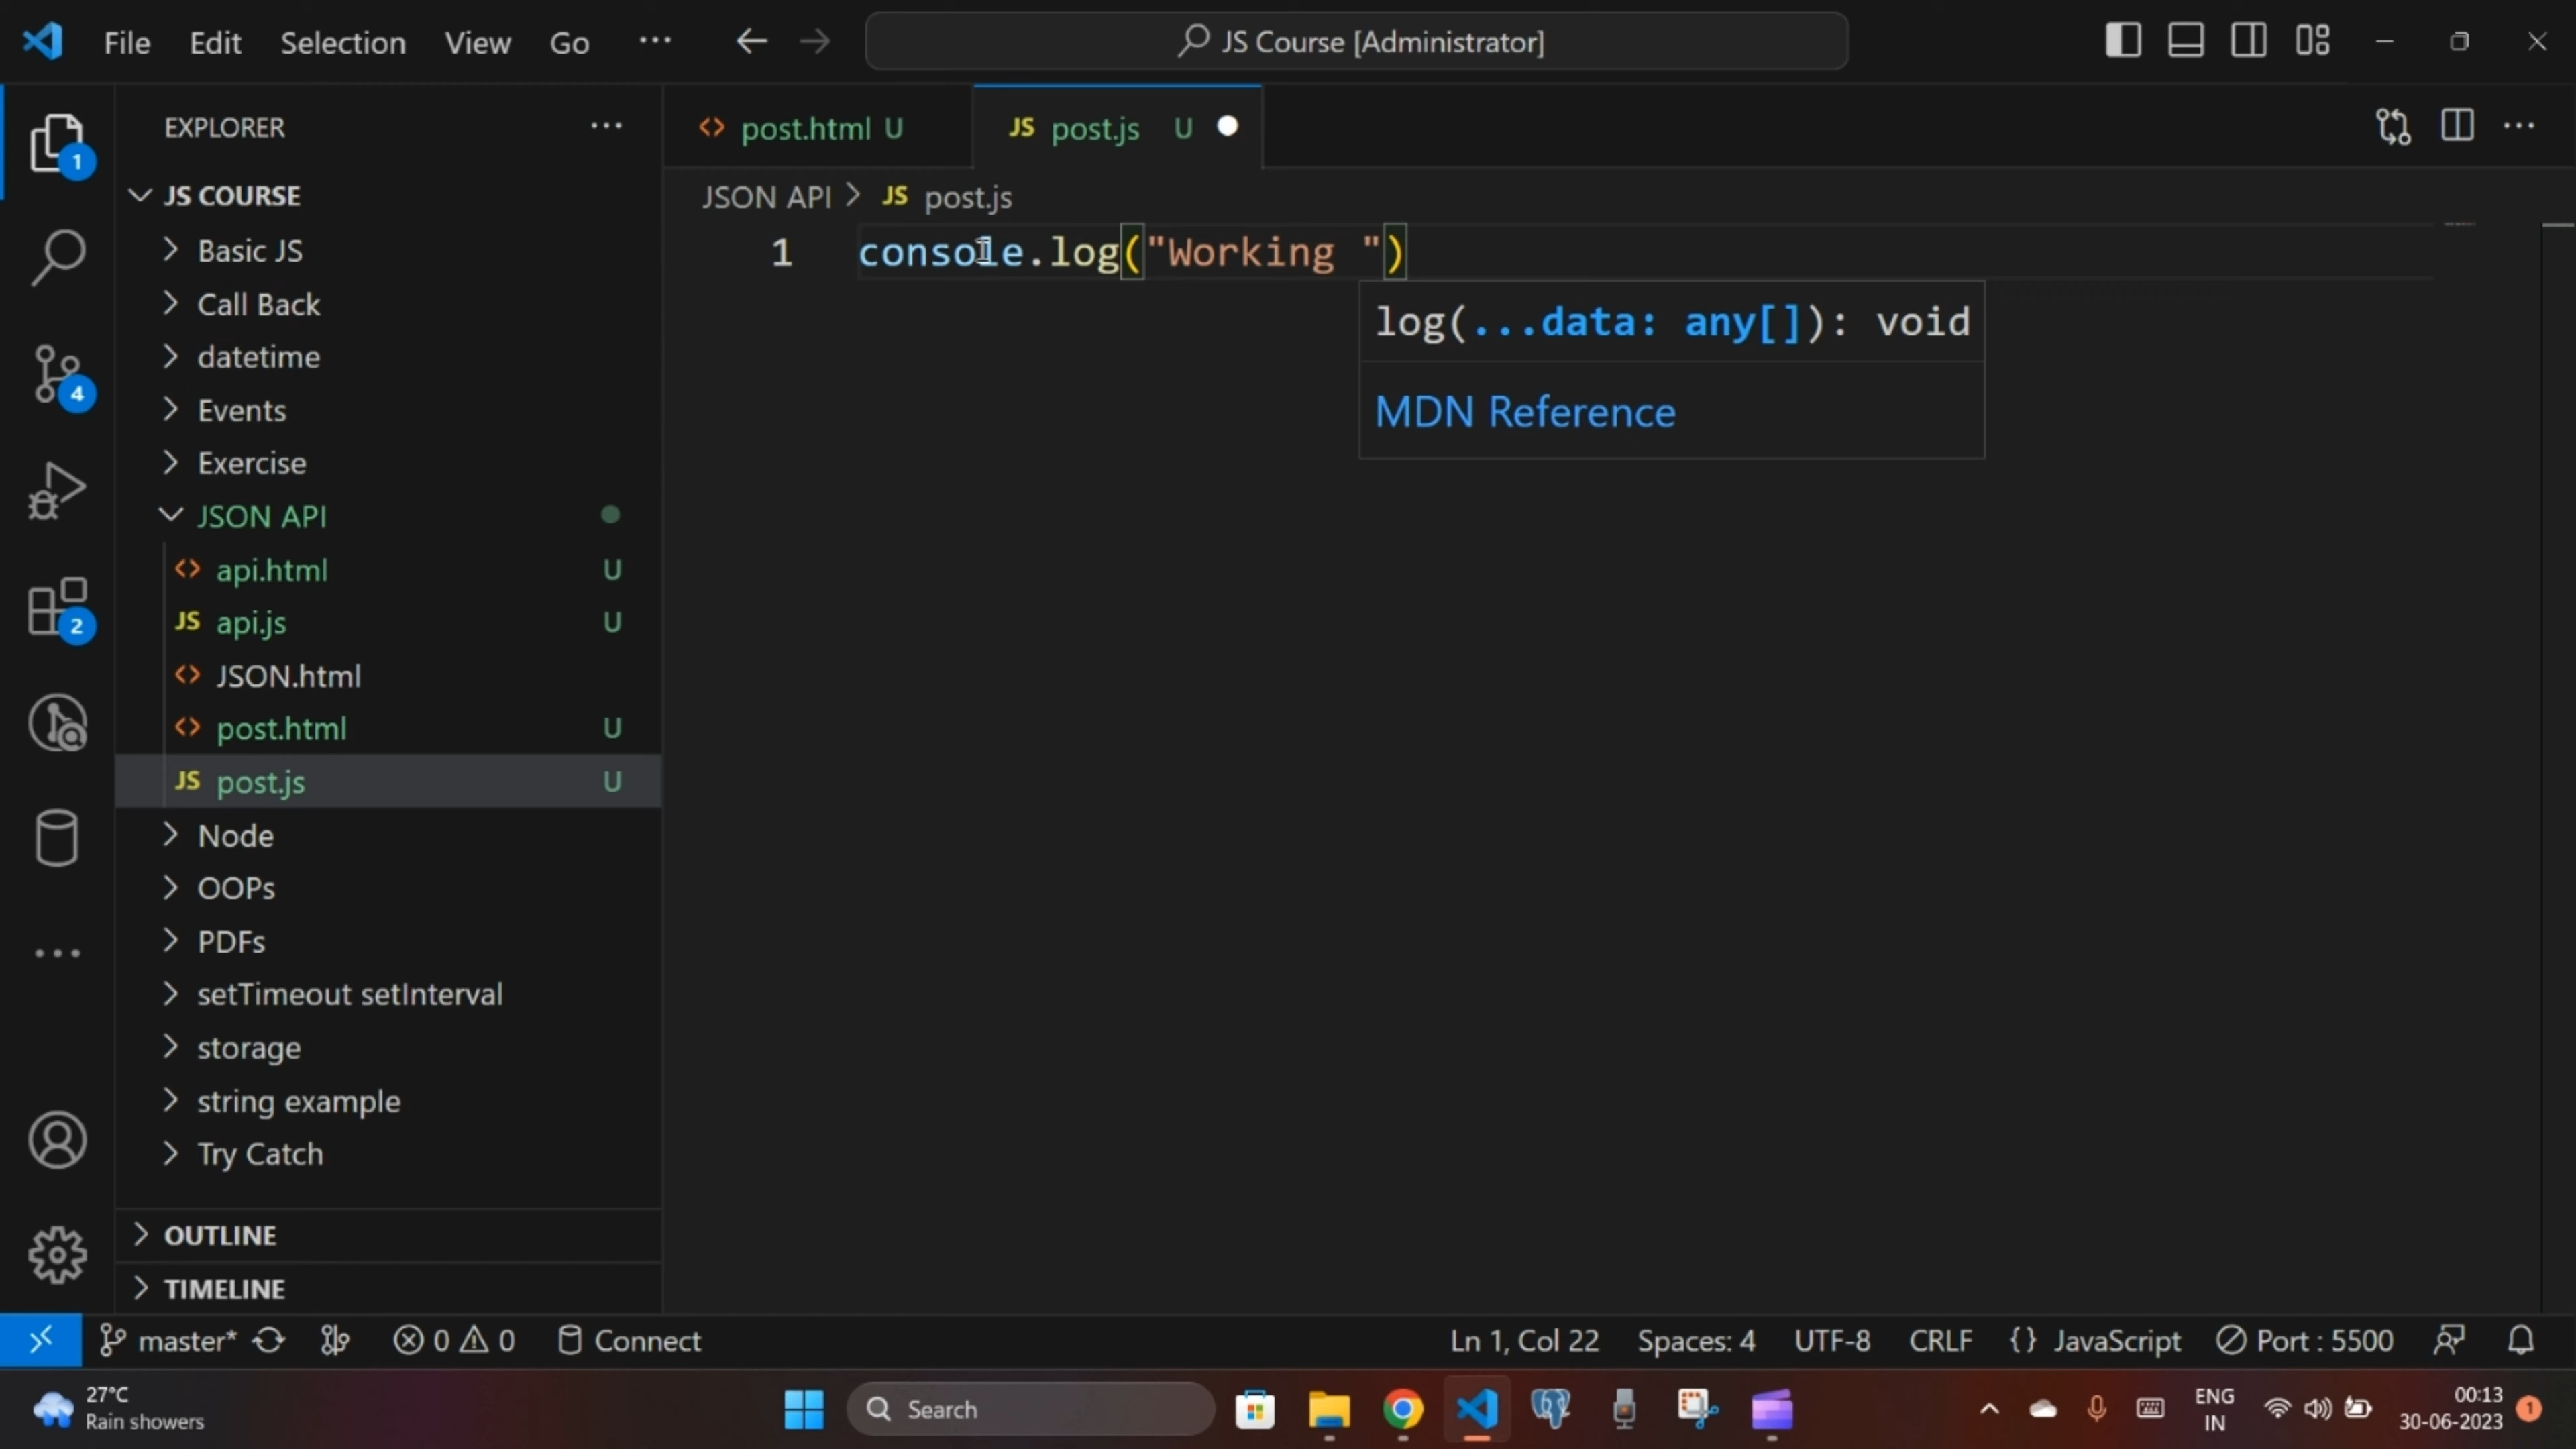 File Edit Selection View Go ··· JS Course [Administrator]
EXPLORER ···
1
JS COURSE
Basic JS
Call Back
datetime
4
Events
Exercise
JSON API
api.html U
2
JS api.js U
JSON.html
post.html U
JS post.js U
Node
OOPs
PDFs
setTimeout setInterval
storage
string example
Try Catch
OUTLINE
TIMELINE
post.html U JS post.js U
JSON API > JS post.js
1 console.log("Working ")
log(...data: any[]): void
MDN Reference
master* 0 0 Connect Ln 1, Col 22 Spaces: 4 UTF-8 CRLF {} JavaScript Port : 5500
27°C
Rain showers
Search
ENG
IN
00:13
30-06-2023
1